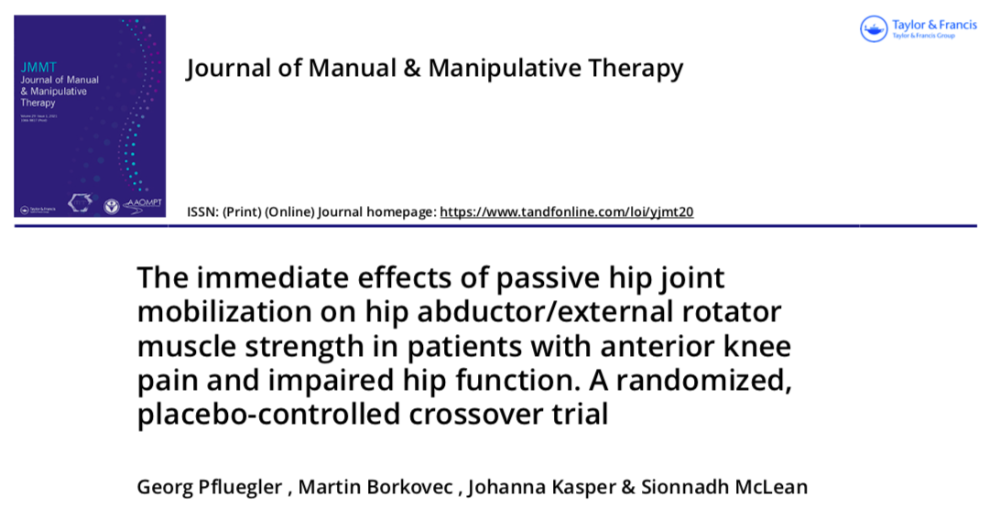 Taylor & Francis
Taylor & Francis Group
JMMT
Journal of Manual
& Manipulative
Therapy
Journal of Manual & Manipulative Therapy
AAOMPT
Taylor & Francis
ISSN: (Print) (Online) Journal homepage: https://www.tandfonline.com/loi/yjmt20
The immediate effects of passive hip joint
mobilization on hip abductor/external rotator
muscle strength in patients with anterior knee
pain and impaired hip function. A randomized,
placebo-controlled crossover trial
Georg Pfluegler , Martin Borkovec , Johanna Kasper & Sionnadh McLean